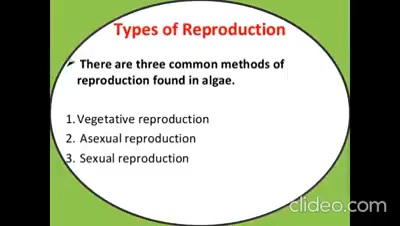 Types of Reproduction
There are three common methods of
reproduction found in algae.
1. Vegetative reproduction
2. Asexual reproduction
3. Sexual reproduction
clideo.com